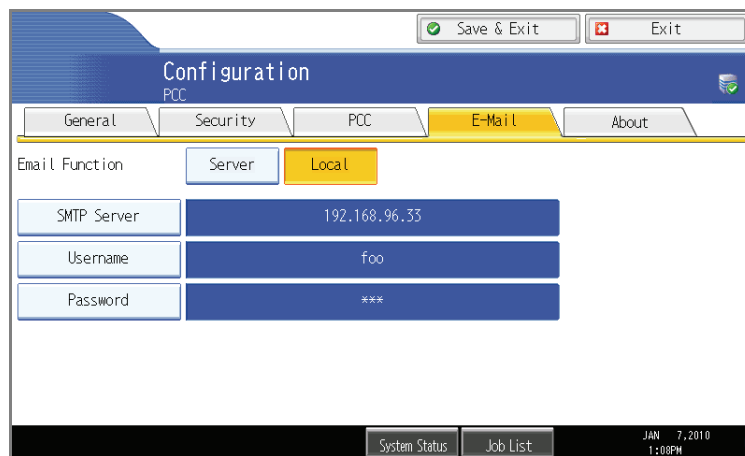 Save & Exit Exit
Configuration
PCC
General Security PCC E-Mail About
Email Function Server Local
SMTP Server 192.168.96.33
Username foo
Password ***
System Status Job List JAN 7,2010
1:08PM